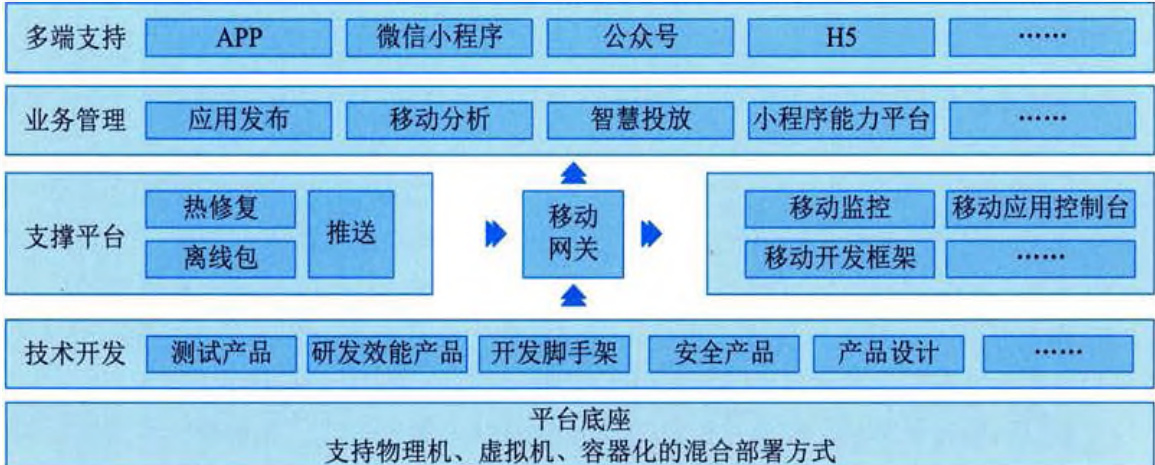 多端支持 APP 微信小程序 公众号 H5 ……
业务管理 应用发布 移动分析 智慧投放 小程序能力平台 ……
支撑平台
热修复
离线包
推送
移动
网关
移动监控 移动应用控制台
移动开发框架 ……
技术开发 测试产品 研发效能产品 开发脚手架 安全产品 产品设计 ……
平台底座
支持物理机、虚拟机、容器化的混合部署方式